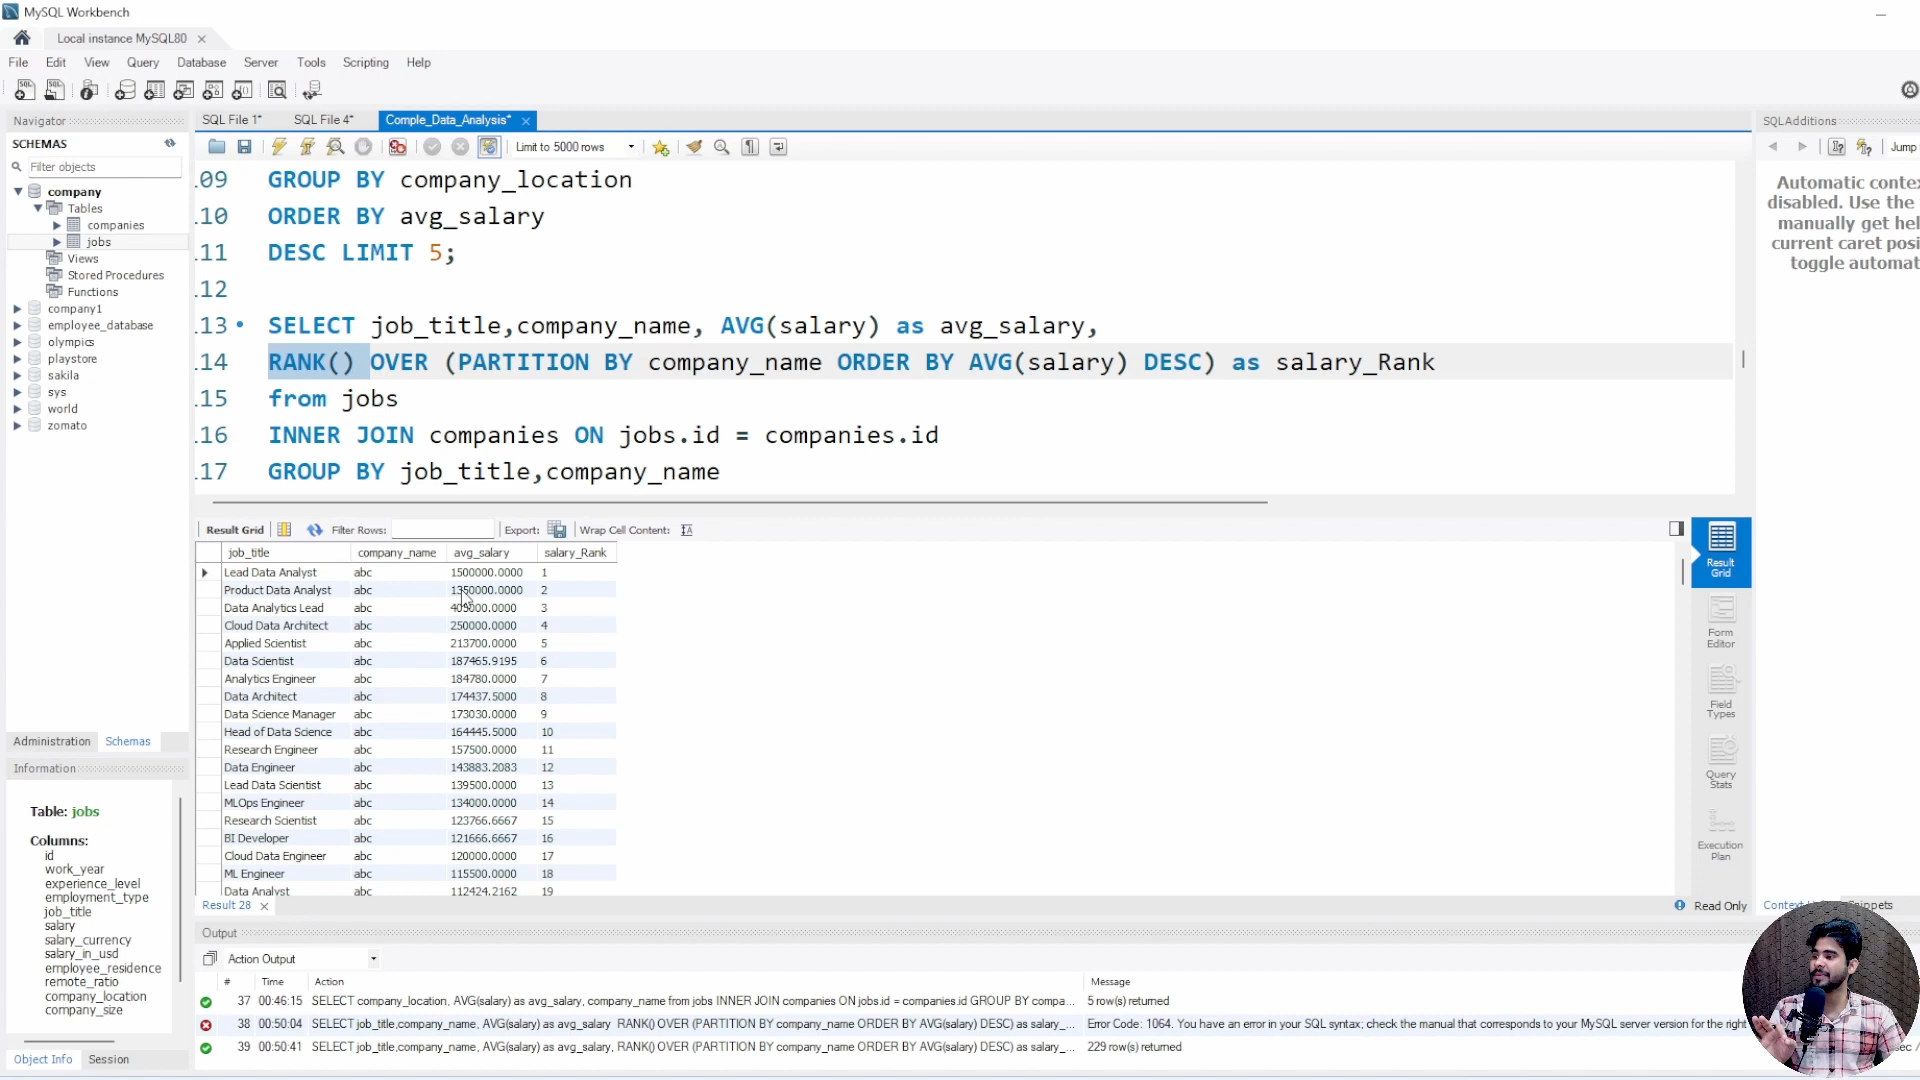 MySQL Workbench
Local instance MySQL80
File Edit View Query Database Server Tools Scripting Help
Navigator
SCHEMAS
Filter objects
company
Tables
companies
jobs
Views
Stored Procedures
Functions
company1
employee_database
olympics
playstore
sakila
sys
world
zomato
Administration Schemas
Information
Table: jobs
Columns:
id
work_year
experience_level
employment_type
job_title
salary
salary_currency
salary_in_usd
employee_residence
remote_ratio
company_location
company_size
Object Info Session
SQL File 1* SQL File 4* Comple_Data_Analysis*
Limit to 5000 rows
.09 GROUP BY company_location
.10 ORDER BY avg_salary
.11 DESC LIMIT 5;
.12
.13 SELECT job_title,company_name, AVG(salary) as avg_salary,
.14 RANK() OVER (PARTITION BY company_name ORDER BY AVG(salary) DESC) as salary_Rank
.15 from jobs
.16 INNER JOIN companies ON jobs.id = companies.id
.17 GROUP BY job_title,company_name
Result Grid Filter Rows: Export: Wrap Cell Content:
job_title company_name avg_salary salary_Rank
Lead Data Analyst abc 1500000.0000 1
Product Data Analyst abc 1350000.0000 2
Data Analytics Lead abc 405000.0000 3
Cloud Data Architect abc 250000.0000 4
Applied Scientist abc 213700.0000 5
Data Scientist abc 187465.9195 6
Analytics Engineer abc 184780.0000 7
Data Architect abc 174437.5000 8
Data Science Manager abc 173030.0000 9
Head of Data Science abc 164445.5000 10
Research Engineer abc 157500.0000 11
Data Engineer abc 143883.2083 12
Lead Data Scientist abc 139500.0000 13
MLOps Engineer abc 134000.0000 14
Research Scientist abc 123766.6667 15
BI Developer abc 121666.6667 16
Cloud Data Engineer abc 120000.0000 17
ML Engineer abc 115500.0000 18
Data Analyst abc 112424.2162 19
Result 28
Read Only
Result
Grid
Form
Editor
Field
Types
Query
Stats
Execution
Plan
SQLAdditions
Jump
Automatic contex
disabled. Use the
manually get hel
current caret posi
toggle automat
Output
Action Output
# Time Action Message
37 00:46:15 SELECT company_location, AVG(salary) as avg_salary, company_name from jobs INNER JOIN companies ON jobs.id = companies.id GROUP BY compa... 5 row(s) returned
38 00:50:04 SELECT job_title,company_name, AVG(salary) as avg_salary RANK() OVER (PARTITION BY company_name ORDER BY AVG(salary) DESC) as salary_... Error Code: 1064. You have an error in your SQL syntax; check the manual that corresponds to your MySQL server version for the right
39 00:50:41 SELECT job_title,company_name, AVG(salary) as avg_salary, RANK() OVER (PARTITION BY company_name ORDER BY AVG(salary) DESC) as salary_... 229 row(s) returned